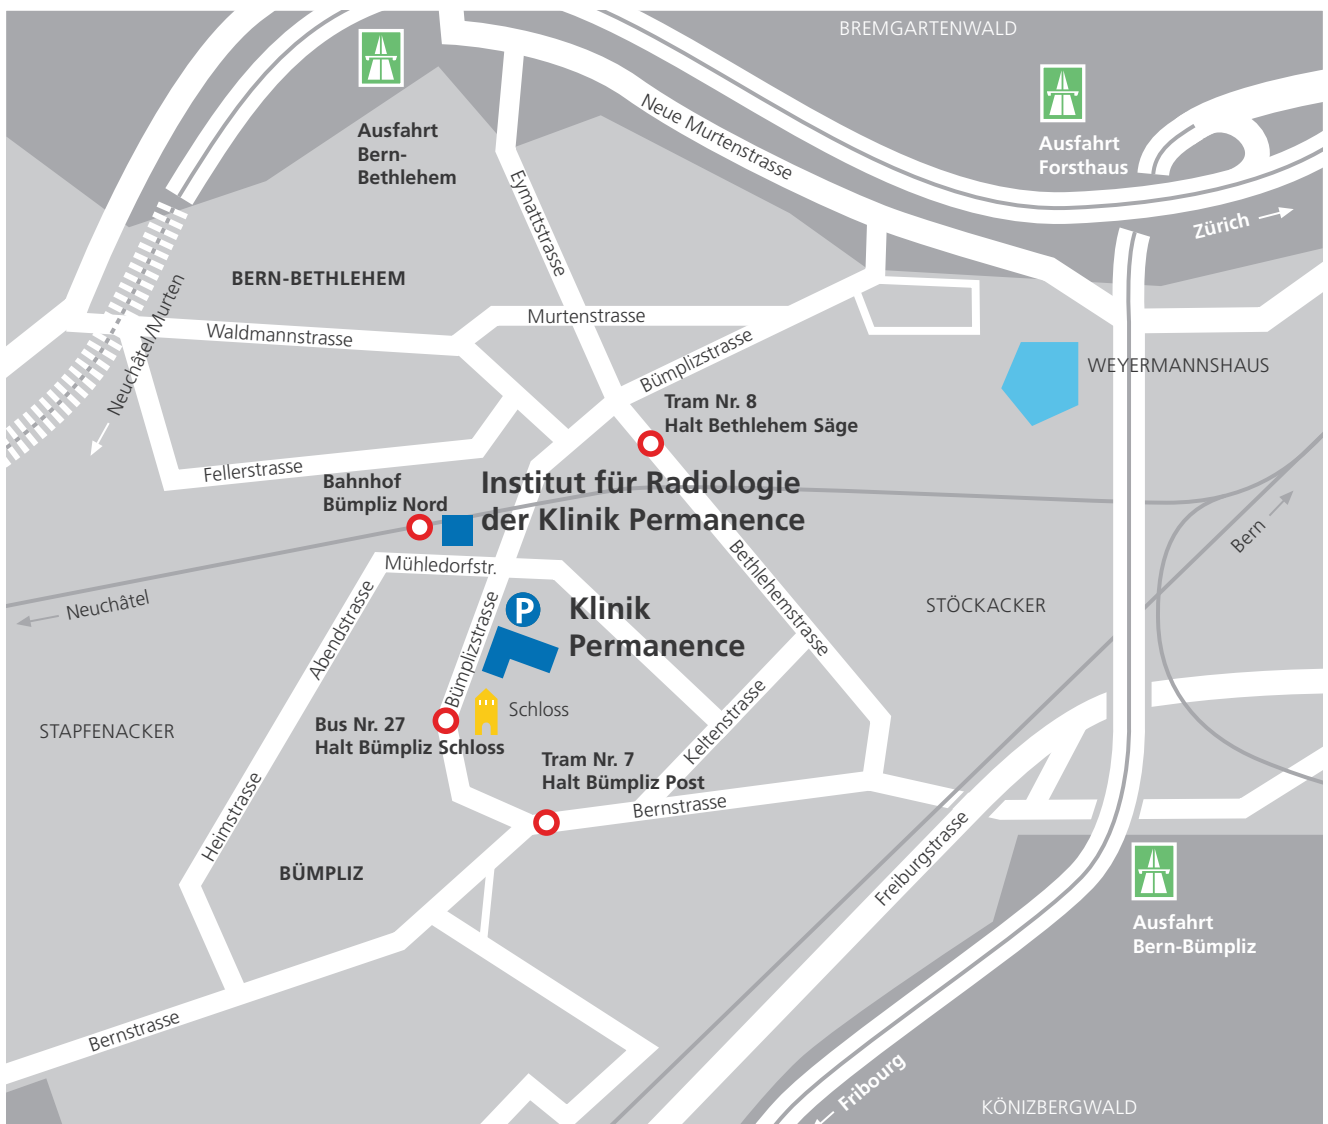 BREMGARTENWALD
Ausfahrt
Bern-
Bethlehem
Neue Murtenstrasse
Ausfahrt
Forsthaus
Zürich
Eymattstrasse
BERN-BETHLEHEM
Neuchâtel/Murten
Waldmannstrasse
Murtenstrasse
Bümplizstrasse
WEYERMANNSHAUS
Tram Nr. 8
Halt Bethlehem Säge
Fellerstrasse
Bahnhof
Bümpliz Nord
Institut für Radiologie
der Klinik Permanence
Bern
Mühledorfstr.
Bethlehemstrasse
Neuchâtel
Abendstrasse
Bümplizstrasse
P
Klinik
Permanence
STÖCKACKER
STAPFENACKER
Schloss
Bus Nr. 27
Halt Bümpliz Schloss
Keltenstrasse
Tram Nr. 7
Halt Bümpliz Post
Bernstrasse
Heimstrasse
BÜMPLIZ
Freiburgstrasse
Ausfahrt
Bern-Bümpliz
Bernstrasse
Fribourg
KÖNIZBERGWALD